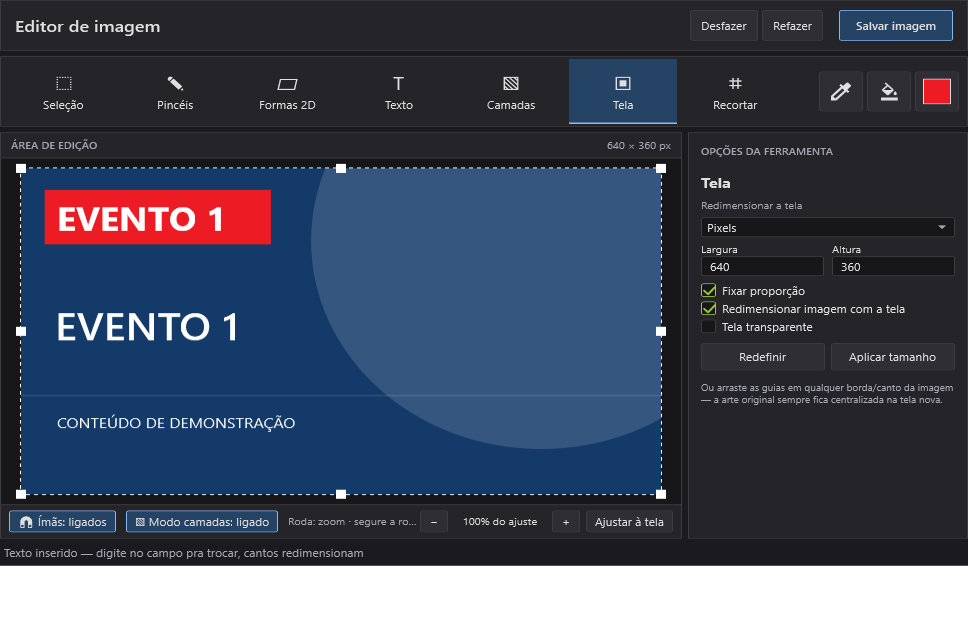 Editor de imagem
Desfazer
Refazer
Salvar imagem
Seleção
Pincéis
Formas 2D
T
Texto
Camadas
Tela
Recortar
ÁREA DE EDIÇÃO
640 × 360 px
EVENTO 1
EVENTO 1
CONTEÚDO DE DEMONSTRAÇÃO
Ímãs: ligados
Modo camadas: ligado
Roda: zoom · segure a ro...
−
100% do ajuste
+
Ajustar à tela
OPÇÕES DA FERRAMENTA
Tela
Redimensionar a tela
Pixels
Largura
Altura
640
360
Fixar proporção
Redimensionar imagem com a tela
Tela transparente
Redefinir
Aplicar tamanho
Ou arraste as guias em qualquer borda/canto da imagem
— a arte original sempre fica centralizada na tela nova.
Texto inserido — digite no campo pra trocar, cantos redimensionam